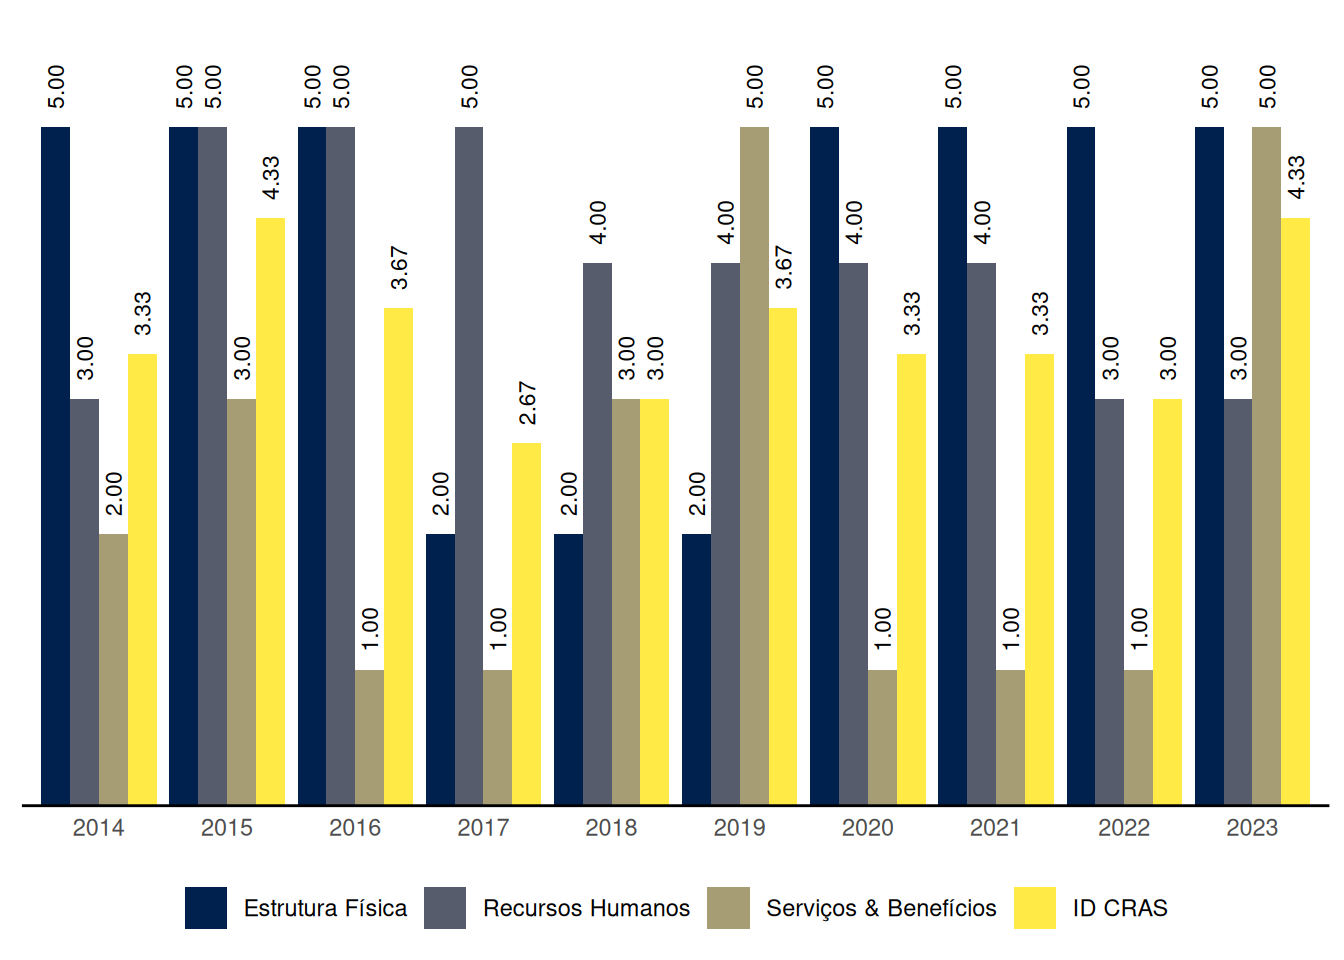 5.00 5.00 5.00 5.00 5.00 5.00 5.00 5.00 5.00 5.00 5.00 5.00
4.33 4.33
4.00 4.00 4.00 4.00
3.67 3.67
3.33 3.33 3.33
3.00 3.00 3.00 3.00 3.00 3.00 3.00
2.67
2.00 2.00 2.00 2.00
1.00 1.00 1.00 1.00 1.00
2014 2015 2016 2017 2018 2019 2020 2021 2022 2023
Estrutura Física Recursos Humanos Serviços & Benefícios ID CRAS